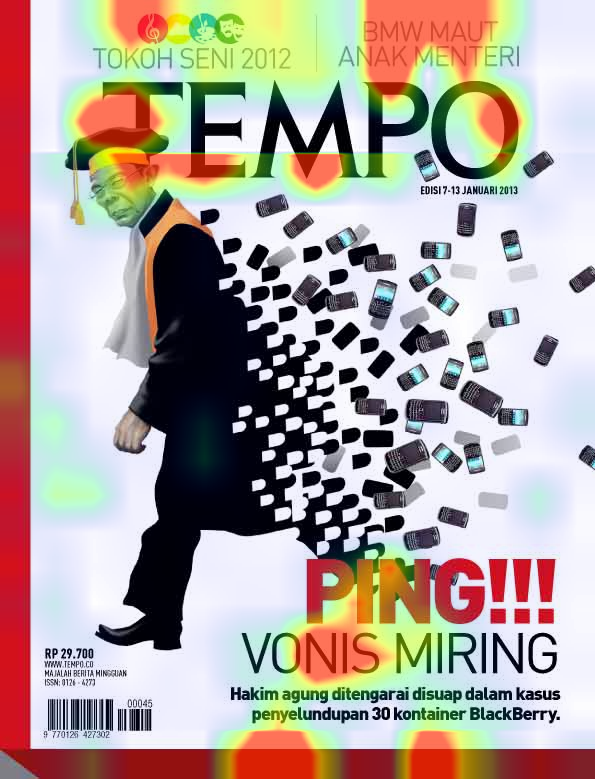 TOKOH SENI 2012
BMW MAUT
ANAK MENTERI
TEMPO
EDISI 7-13 JANUARI 2013
PING!!!
VONIS MIRING
Hakim agung ditengarai disuap dalam kasus
penyelundupan 30 kontainer BlackBerry.
RP 29.700
WWW.TEMPO.CO
MAJALAH BERITA MINGGUAN
ISSN: 0126 - 4273
00045
9 770126 427302